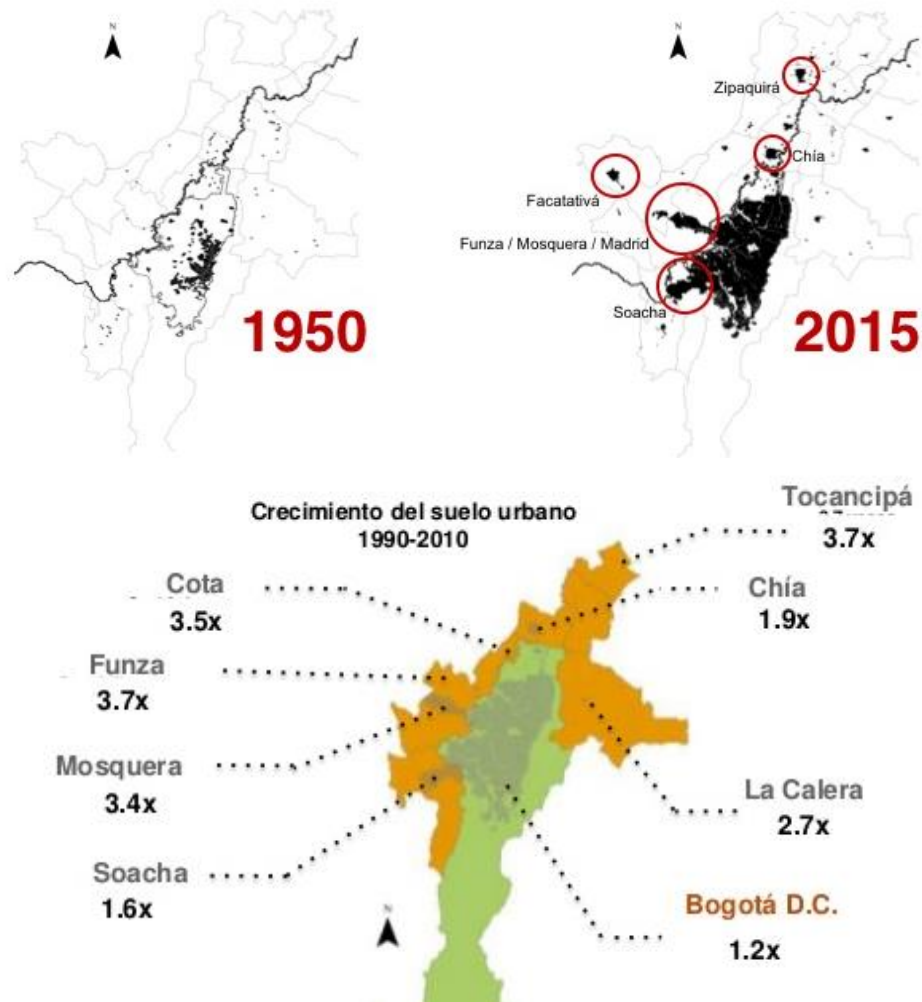 N
1950
N
Zipaquirá
Chía
Facatativá
Funza / Mosquera / Madrid
Soacha
2015
Crecimiento del suelo urbano
1990-2010
Tocancipá
3.7x
Cota
3.5x
Chía
1.9x
Funza
3.7x
Mosquera
3.4x
La Calera
2.7x
Soacha
1.6x
N
Bogotá D.C.
1.2x